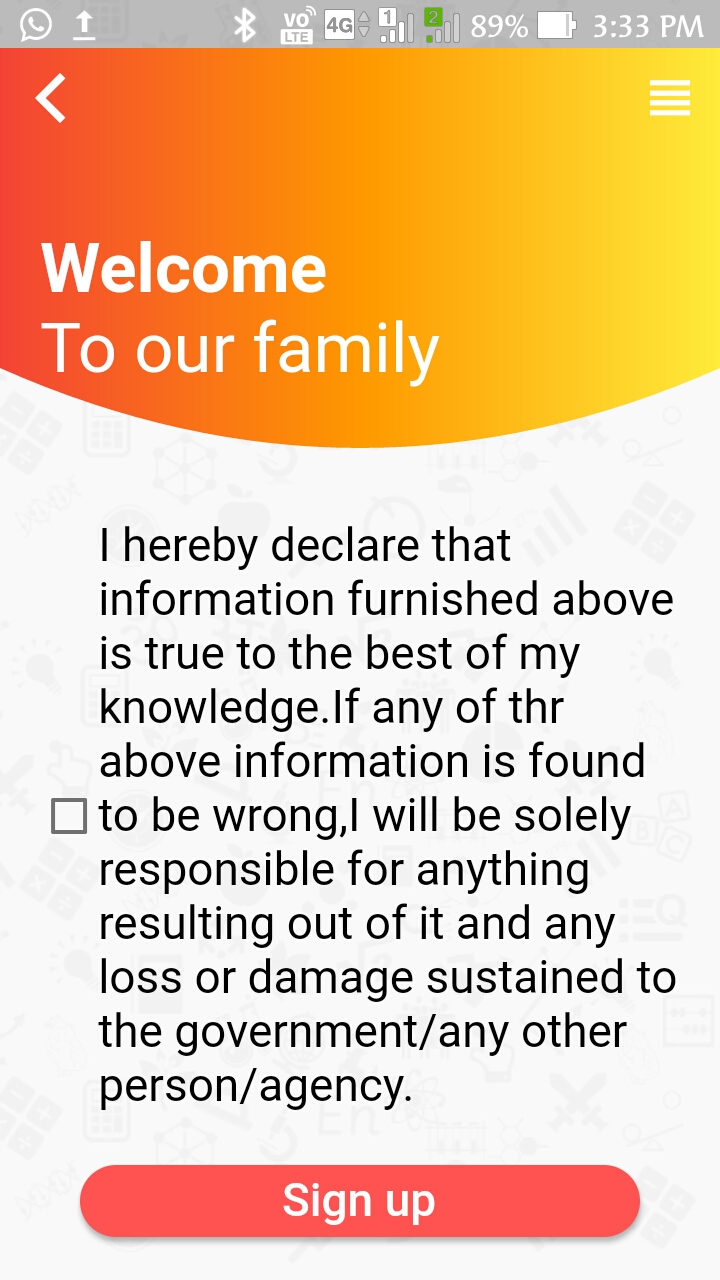 VO LTE 4G 1 2 89% 3:33 PM
Welcome
To our family
I hereby declare that
information furnished above
is true to the best of my
knowledge.If any of thr
above information is found
to be wrong,I will be solely
responsible for anything
resulting out of it and any
loss or damage sustained to
the government/any other
person/agency.
Sign up